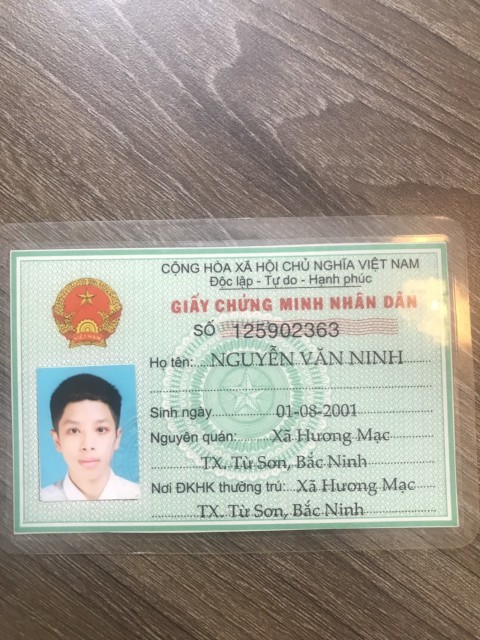 CỘNG HÒA XÃ HỘI CHỦ NGHĨA VIỆT NAM
Độc lập - Tự do - Hạnh phúc
GIẤY CHỨNG MINH NHÂN DÂN
SỐ 125902363
Họ tên: NGUYỄN VĂN NINH
Sinh ngày 01-08-2001
Nguyên quán: Xã Hương Mạc
TX. Từ Sơn, Bắc Ninh
Nơi ĐKHK thường trú: Xã Hương Mạc
TX. Từ Sơn, Bắc Ninh
VIỆT NAM